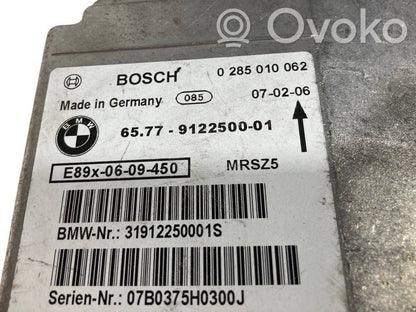 Ovoko
BOSCH 0 285 010 062
Made in Germany 085 07-02-06
BMW 65.77 - 9122500-01
E89x-06-09-450 MRSZ5
BMW-Nr.: 31912250001S
Serien-Nr.: 07B0375H0300J